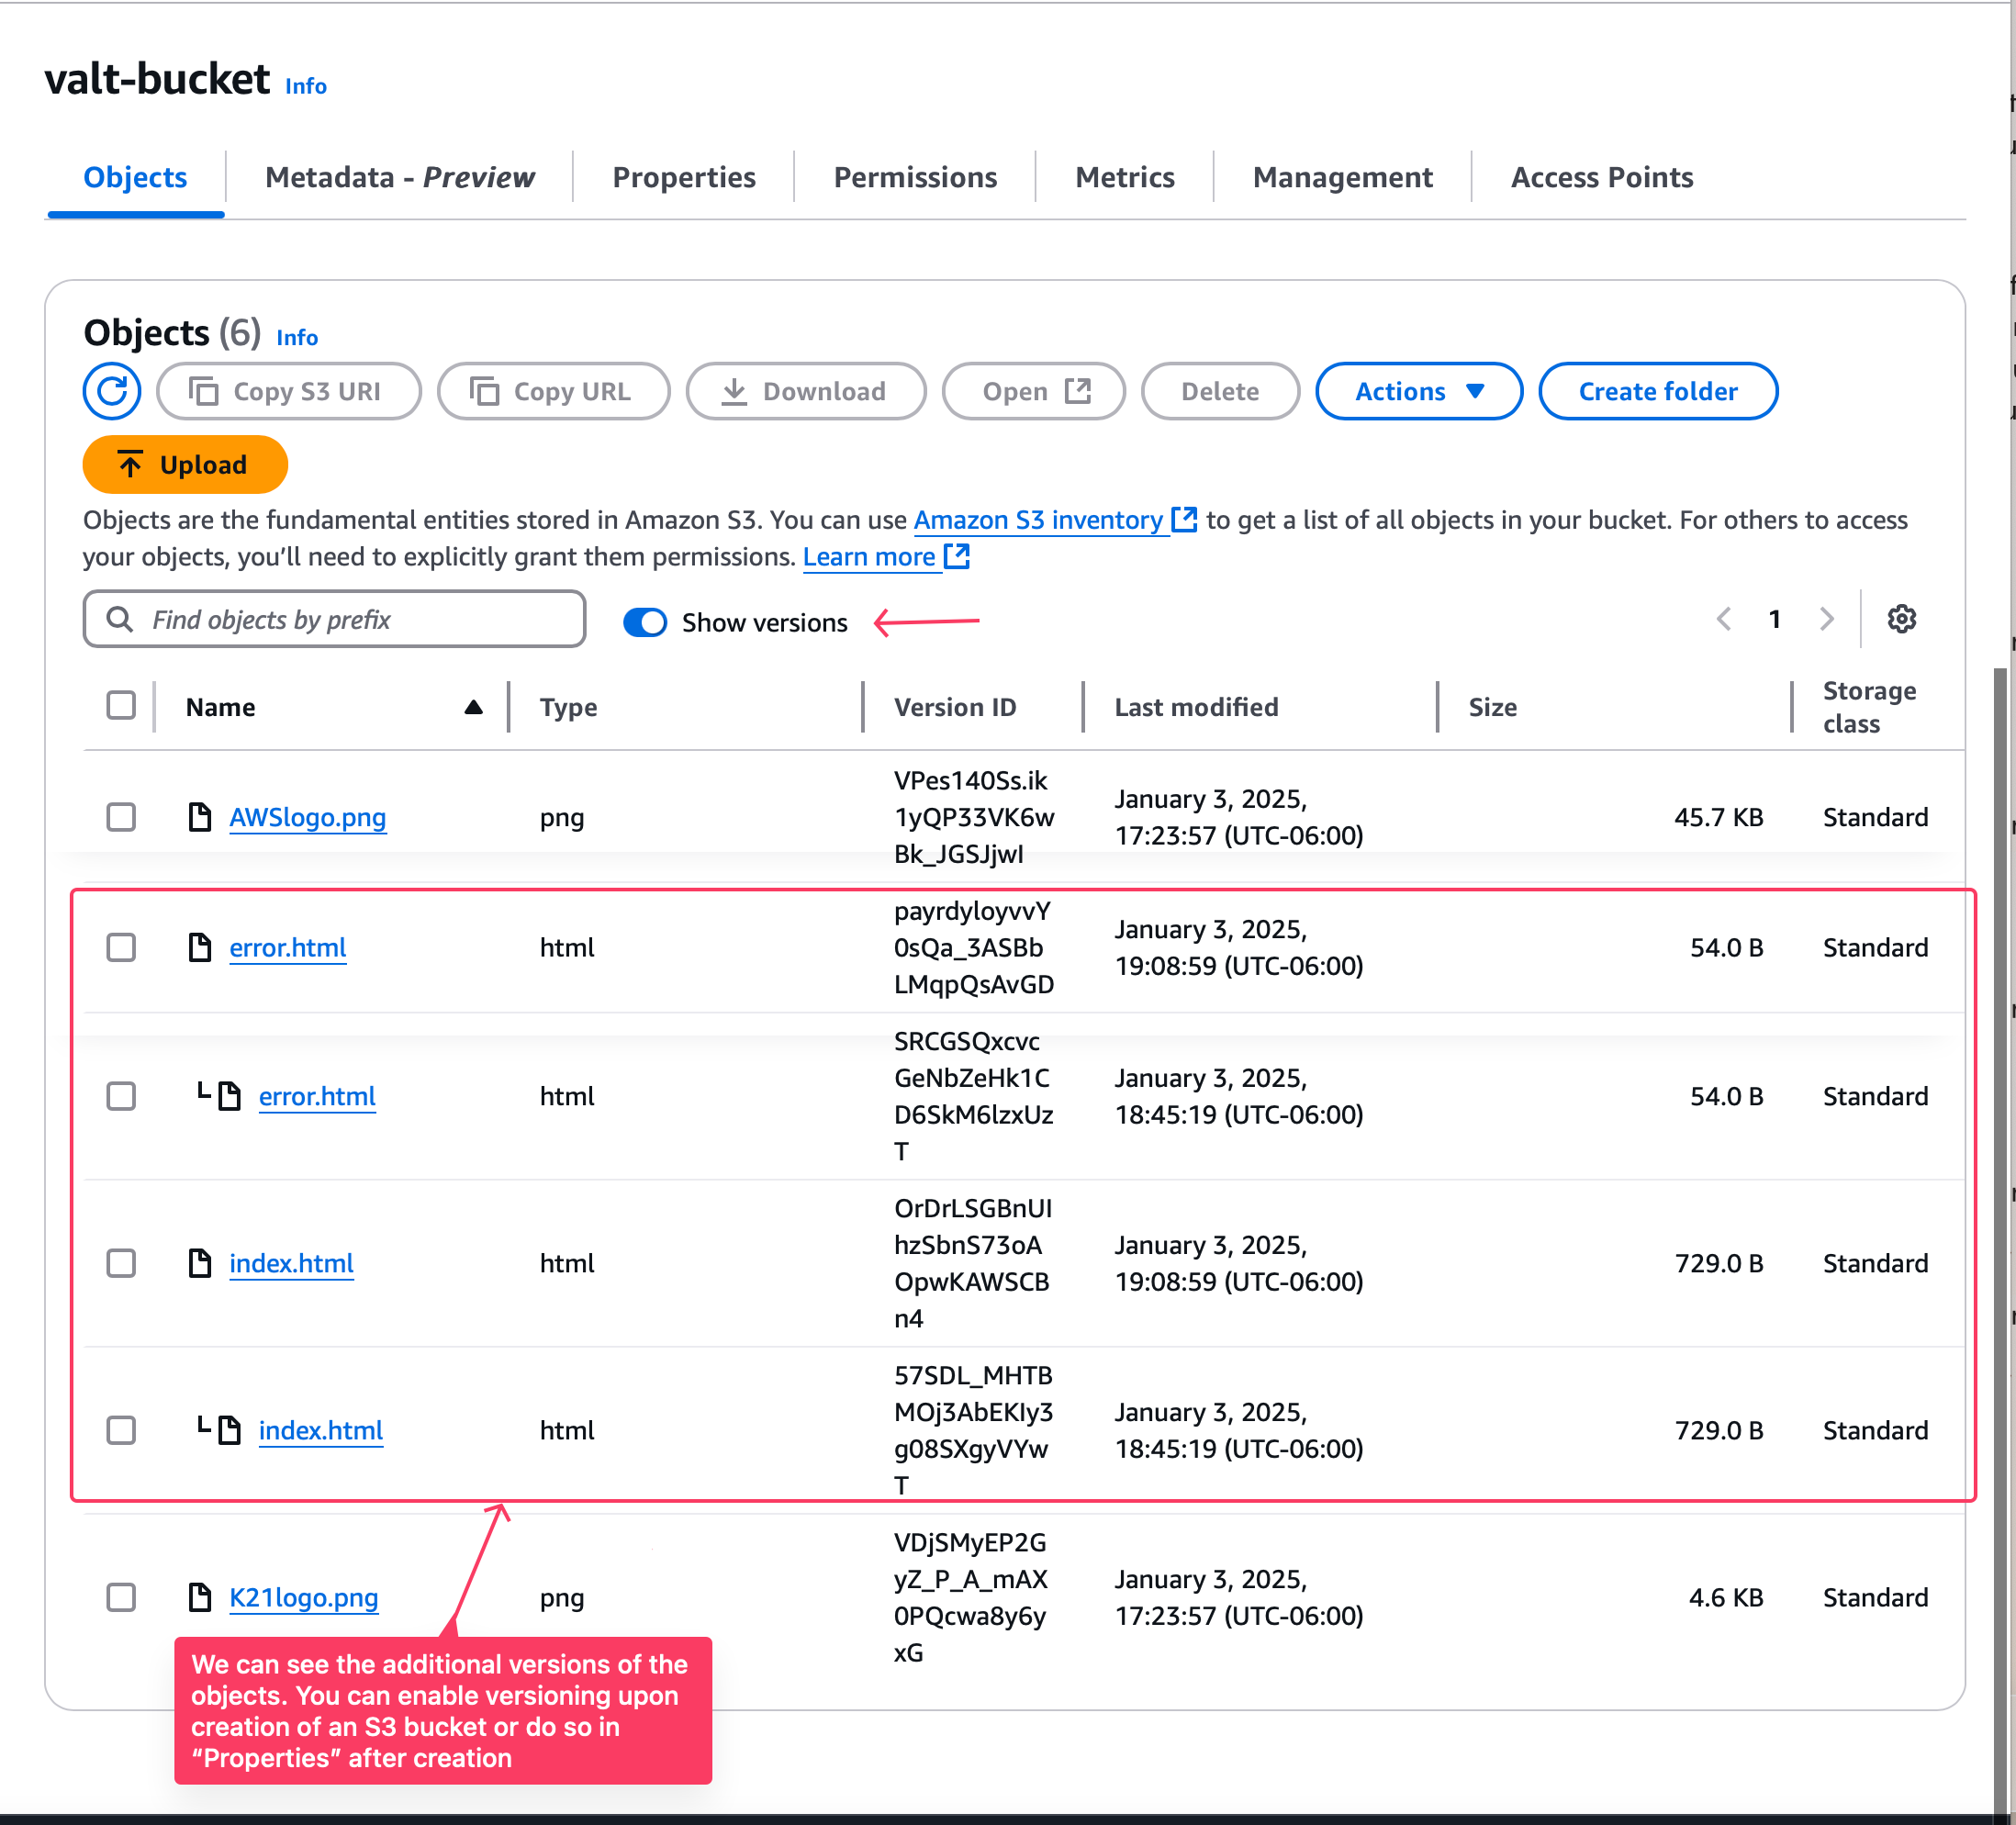 valt-bucket Info
Objects Metadata - Preview Properties Permissions Metrics Management Access Points
Objects (6) Info
Copy S3 URI Copy URL Download Open Delete Actions Create folder
Upload
Objects are the fundamental entities stored in Amazon S3. You can use Amazon S3 inventory to get a list of all objects in your bucket. For others to access
your objects, you’ll need to explicitly grant them permissions. Learn more
Find objects by prefix Show versions 1
Name Type Version ID Last modified Size Storage class
AWSlogo.png png VPes140Ss.ik1yQP33VK6wBk_JGSJjwI January 3, 2025, 17:23:57 (UTC-06:00) 45.7 KB Standard
error.html html payrdyloyvvY0sQa_3ASBbLMqpQsAvGD January 3, 2025, 19:08:59 (UTC-06:00) 54.0 B Standard
error.html html SRCGSQxcvcGeNbZeHk1CD6SkM6lzxUzT January 3, 2025, 18:45:19 (UTC-06:00) 54.0 B Standard
index.html html OrDrLSGBnUIhzSbnS73oAOpwKAWSCBn4 January 3, 2025, 19:08:59 (UTC-06:00) 729.0 B Standard
index.html html 57SDL_MHTBMOj3AbEKIy3g08SXgyVYwT January 3, 2025, 18:45:19 (UTC-06:00) 729.0 B Standard
K21logo.png png VDjSMyEP2GyZ_P_A_mAX0PQcwa8y6yxG January 3, 2025, 17:23:57 (UTC-06:00) 4.6 KB Standard
We can see the additional versions of the
objects. You can enable versioning upon
creation of an S3 bucket or do so in
“Properties” after creation